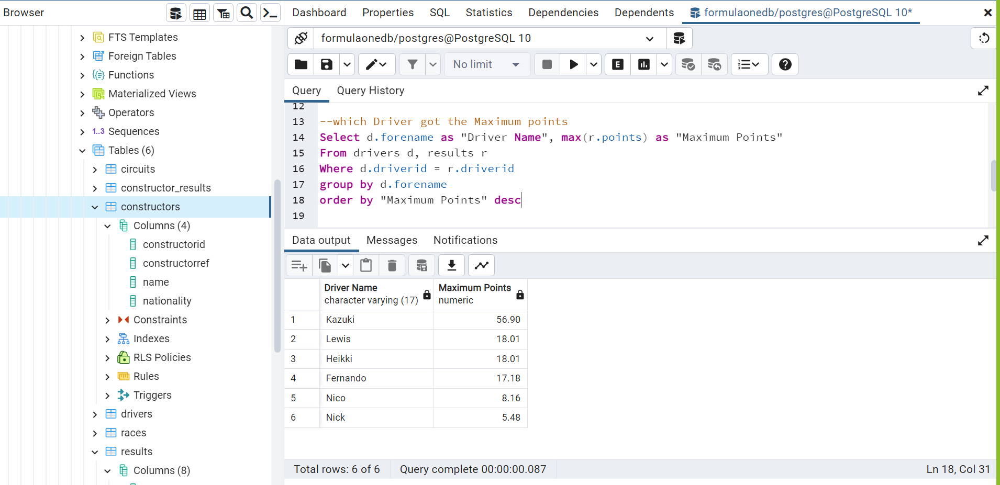 Browser
Dashboard Properties SQL Statistics Dependencies Dependents formulaonedb/postgres@PostgreSQL 10*
FTS Templates
Foreign Tables
Functions
Materialized Views
Operators
1..3 Sequences
Tables (6)
circuits
constructor_results
constructors
Columns (4)
constructorid
constructorref
name
nationality
Constraints
Indexes
RLS Policies
Rules
Triggers
drivers
races
results
Columns (8)
formulaonedb/postgres@PostgreSQL 10
No limit
E
Query Query History
12
13 --which Driver got the Maximum points
14 Select d.forename as "Driver Name", max(r.points) as "Maximum Points"
15 From drivers d, results r
16 Where d.driverid = r.driverid
17 group by d.forename
18 order by "Maximum Points" desc
19
Data output Messages Notifications
Driver Name Maximum Points
character varying (17) numeric
1 Kazuki 56.90
2 Lewis 18.01
3 Heikki 18.01
4 Fernando 17.18
5 Nico 8.16
6 Nick 5.48
Total rows: 6 of 6 Query complete 00:00:00.087 Ln 18, Col 31